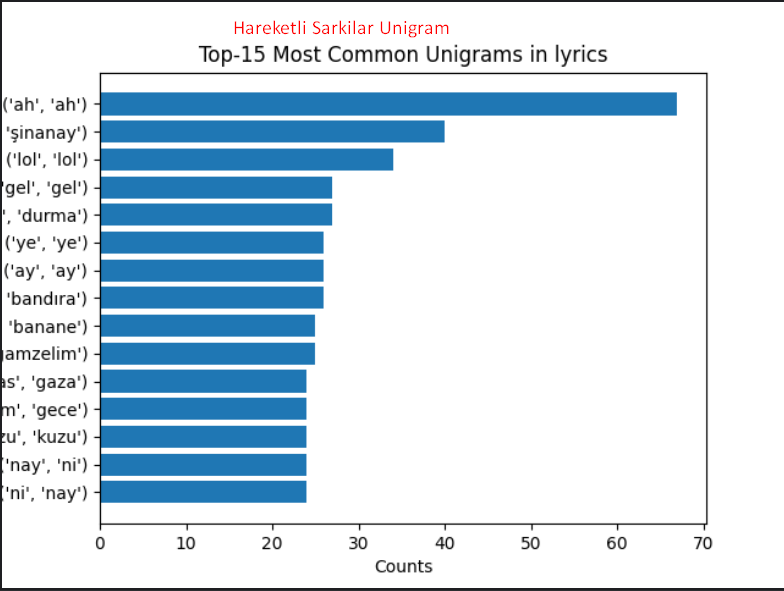 Hareketli Sarkilar Unigram
Top-15 Most Common Unigrams in lyrics
('ah', 'ah')
'şinanay')
('lol', 'lol')
'gel', 'gel')
', 'durma')
('ye', 'ye')
('ay', 'ay')
'bandıra')
'banane')
gamzelim')
as', 'gaza')
m', 'gece')
zu', 'kuzu')
('nay', 'ni')
('ni', 'nay')
0 10 20 30 40 50 60 70
Counts